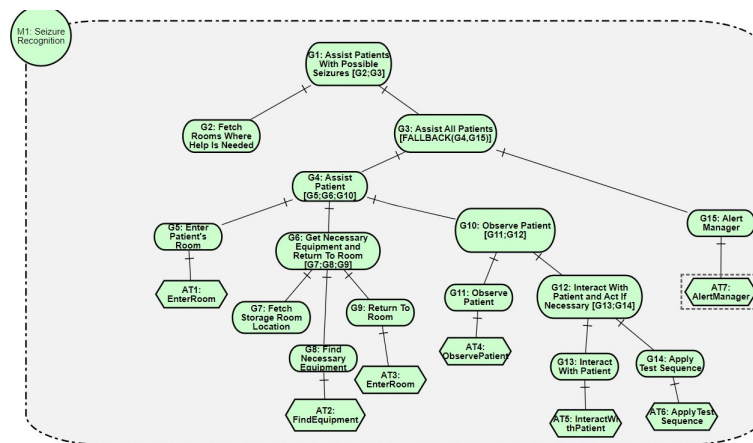 M1: Seizure
Recognition
G1: Assist Patients
With Possible
Seizures [G2;G3]
G2: Fetch
Rooms Where
Help Is Needed
G3: Assist All Patients
[FALLBACK(G4,G15)]
G4: Assist
Patient
[G5;G6;G10]
G5: Enter
Patient's
Room
G6: Get Necessary
Equipment and
Return To Room
[G7;G8;G9]
G10: Observe Patient
[G11;G12]
G15: Alert
Manager
AT1:
EnterRoom
G7: Fetch
Storage Room
Location
G9: Return To
Room
G11: Observe
Patient
G12: Interact With
Patient and Act If
Necessary [G13;G14]
AT7:
AlertManager
G8: Find
Necessary
Equipment
AT3:
EnterRoom
AT4:
ObservePatient
G13: Interact
With Patient
G14: Apply
Test Sequence
AT2:
FindEquipment
AT5: InteractWi
thPatient
AT6: ApplyTest
Sequence